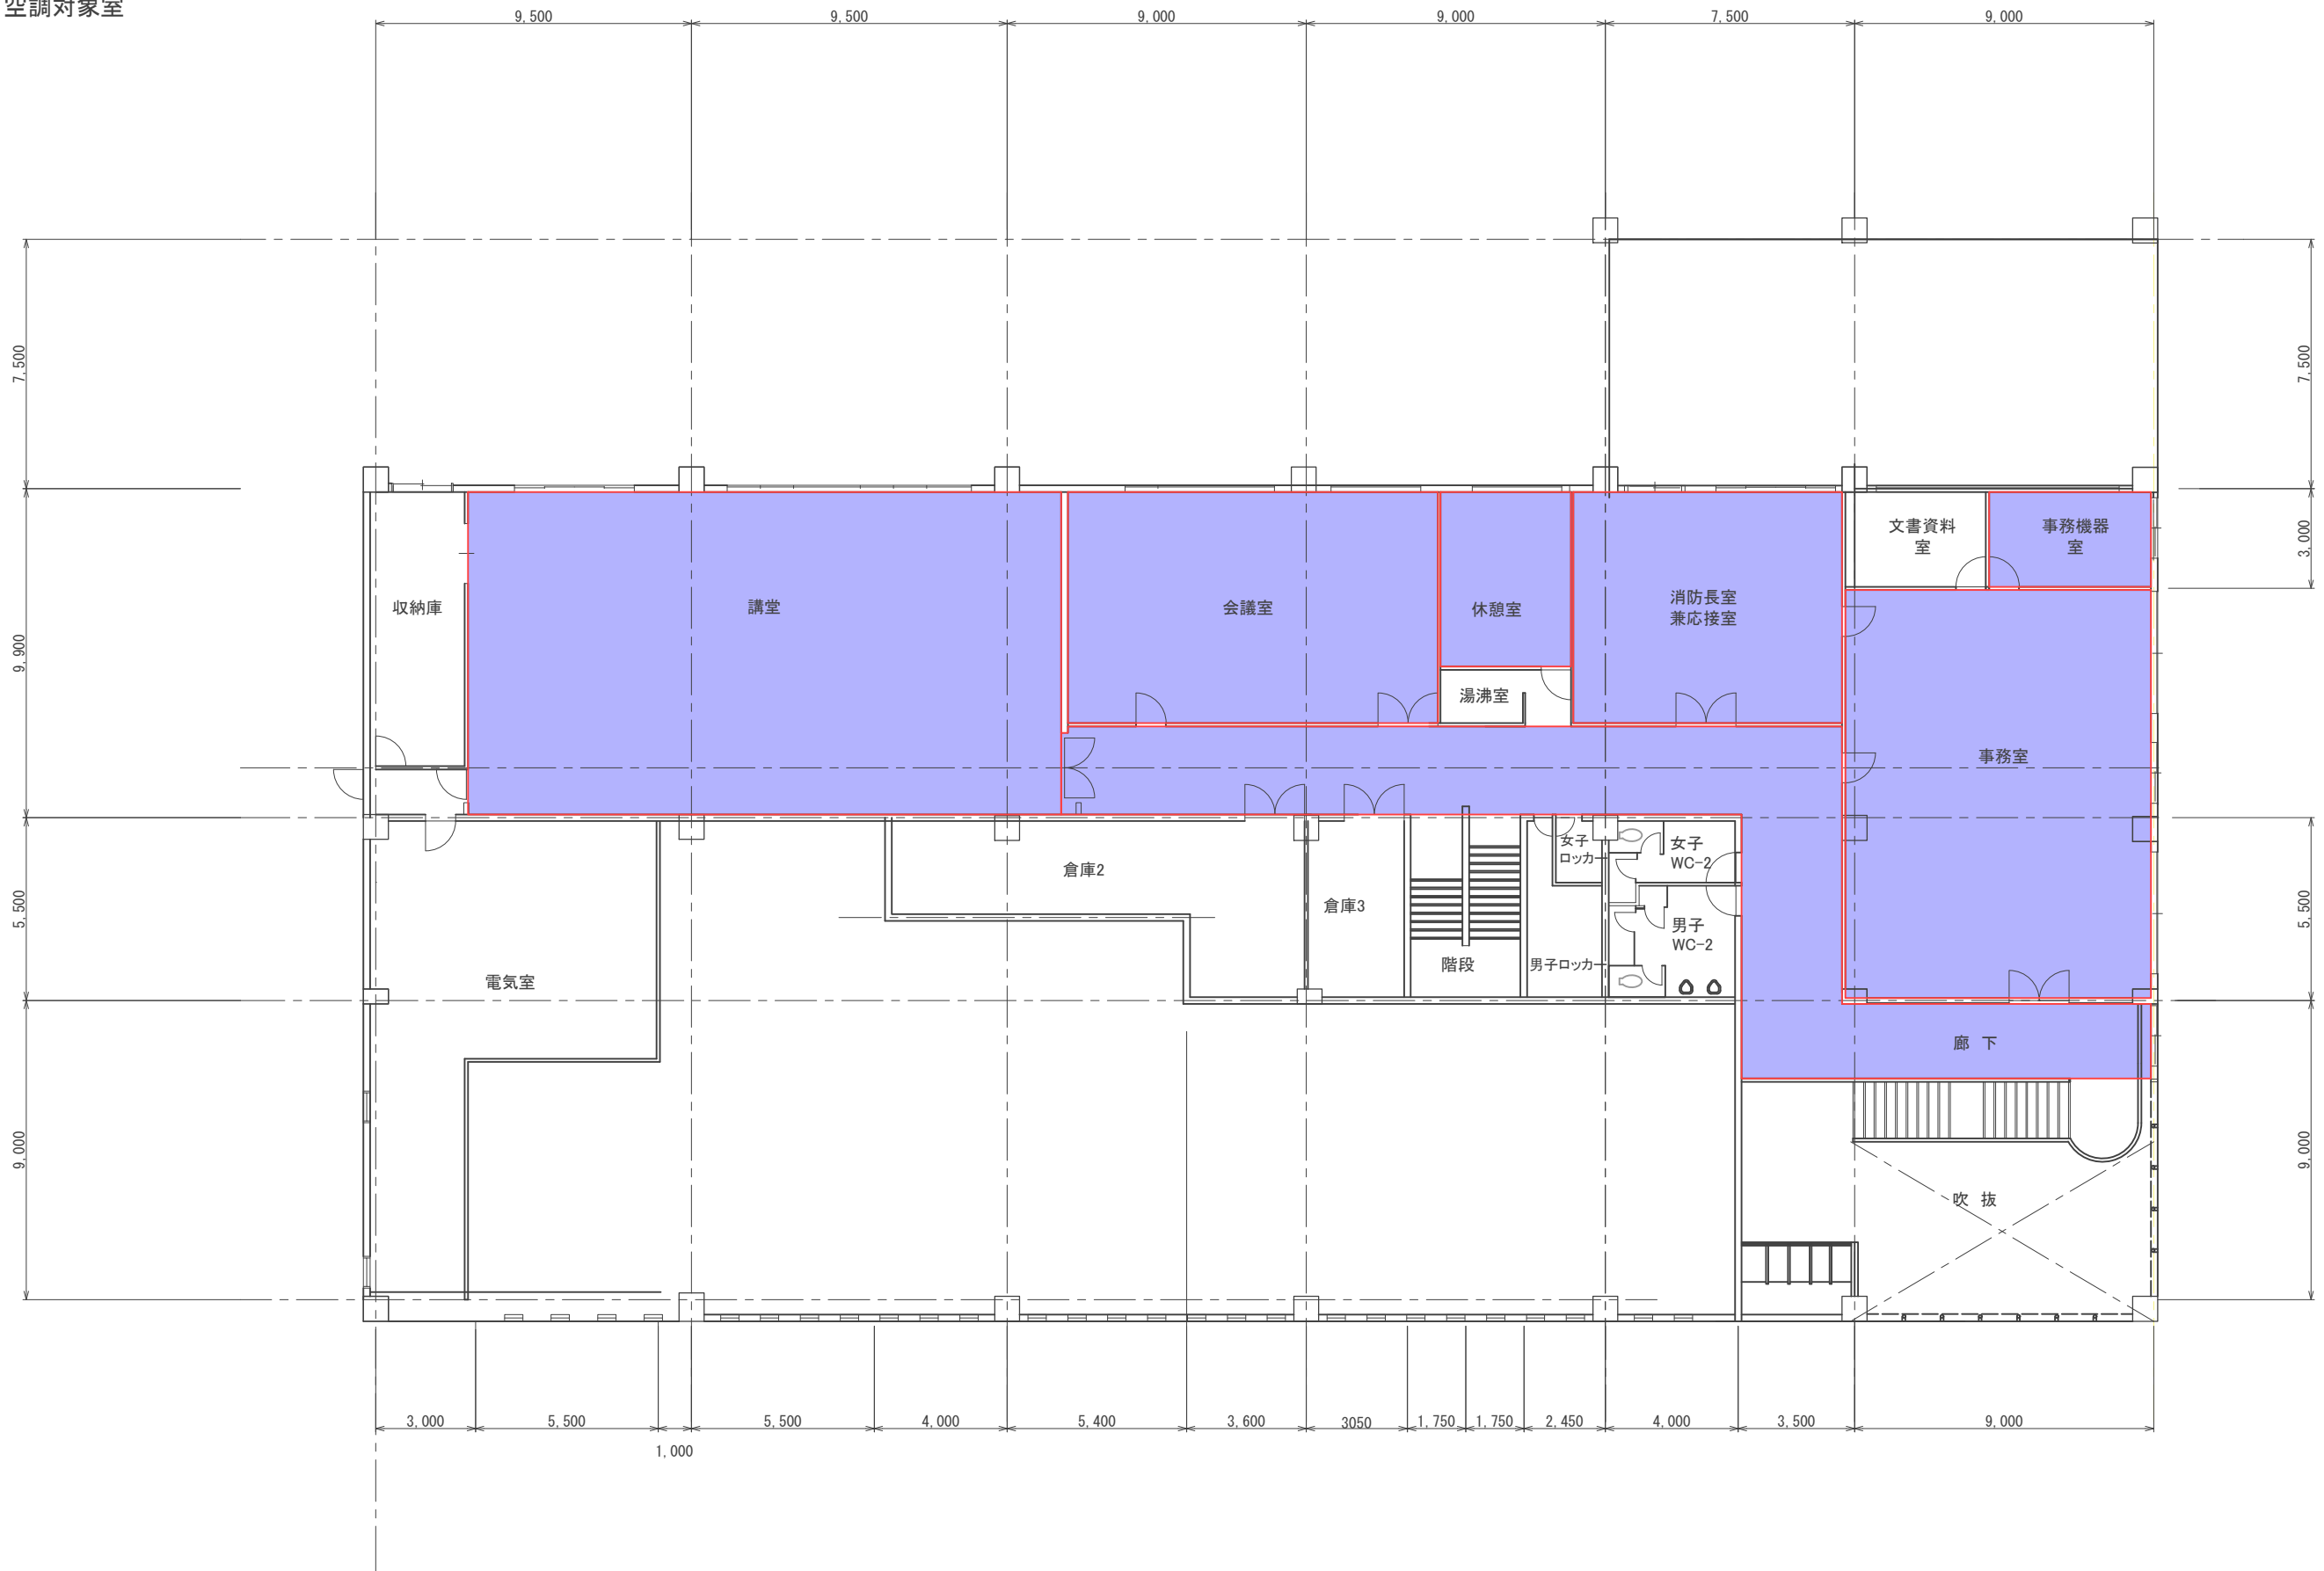 空調対象室
9,500
9,500
9,000
9,000
7,500
9,000
7,500
7,500
9,900
3,000
文書資料
室
事務機器
室
収納庫
講堂
会議室
休憩室
消防長室
兼応接室
湯沸室
事務室
5,500
5,500
倉庫2
倉庫3
女子
ロッカー
女子
WC-2
男子
WC-2
階段
男子ロッカー
電気室
廊 下
9,000
9,000
吹 抜
3,000
5,500
5,500
4,000
5,400
3,600
3050
1,750
1,750
2,450
4,000
3,500
9,000
1,000